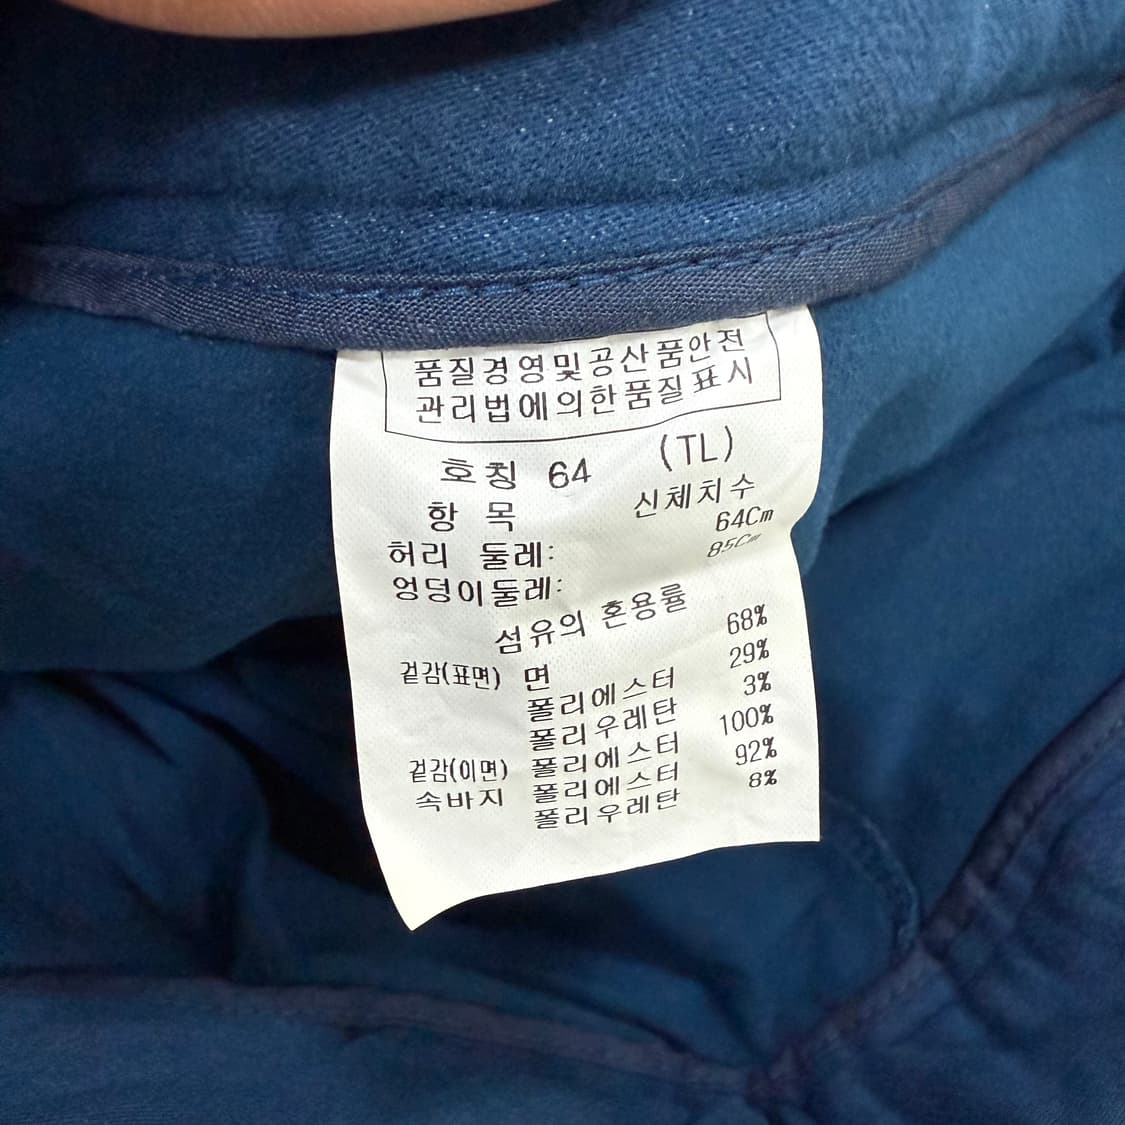 품질경영및공산품안전
관리법에의한품질표시
호칭 64 (TL)
항 목 신체치수
허리 둘레: 64Cm
엉덩이둘레: 85Cm
섬유의 혼용률
겉감(표면) 면 68%
폴리에스터 29%
폴리우레탄 3%
겉감(이면) 폴리에스터 100%
속바지 폴리에스터 92%
폴리우레탄 8%